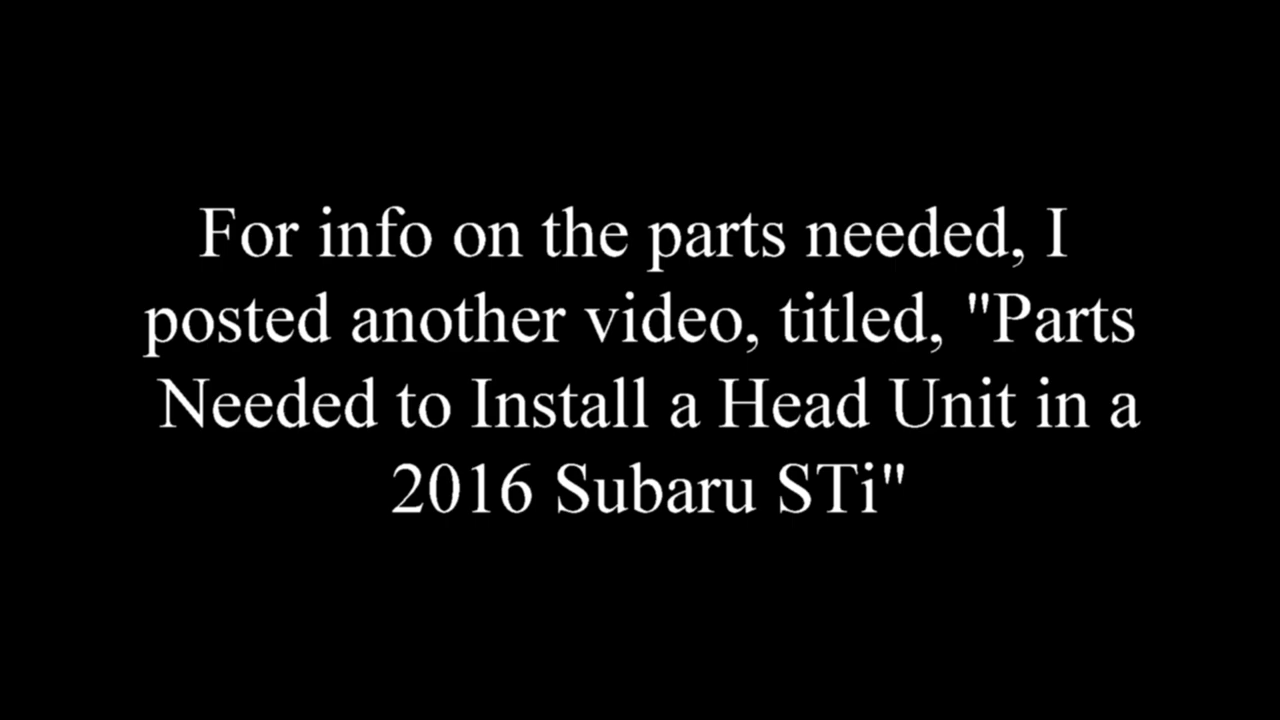 For info on the parts needed, I
posted another video, titled, "Parts
Needed to Install a Head Unit in a
2016 Subaru STi"